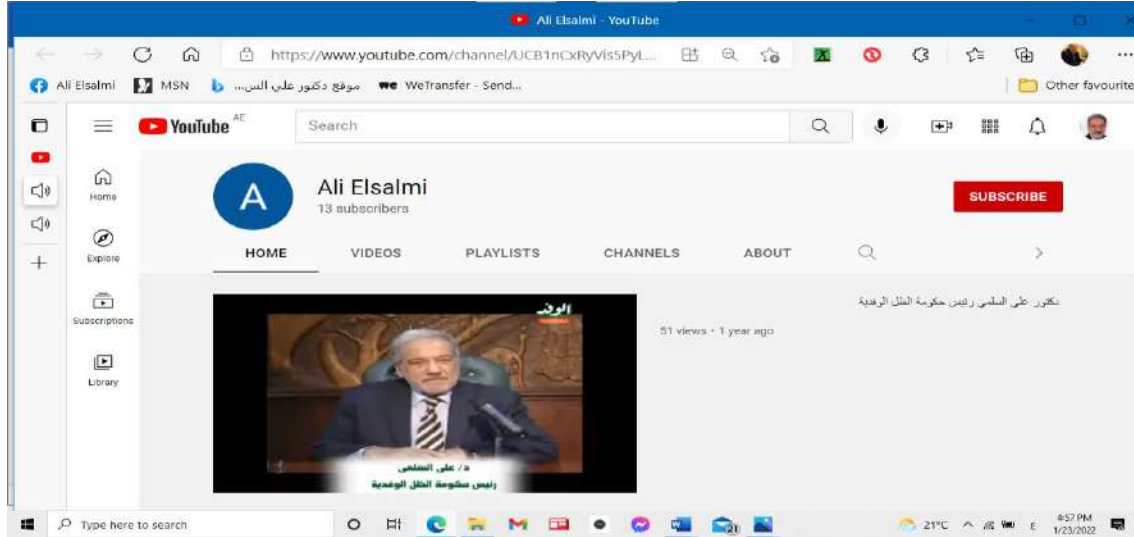 Ali Elsalmi - YouTube
https://www.youtube.com/channel/UCB1nCxRyVis5PyL...
Ali Elsalmi MSN موقع دكتور علي الس... we WeTransfer - Send... Other favourite
YouTube AE Search
Home
Ali Elsalmi
13 subscribers
SUBSCRIBE
Explore
HOME VIDEOS PLAYLISTS CHANNELS ABOUT
Subscriptions
الوفد
دكتور علي السلمي رئيس حكومة الظل الوفدية
51 views • 1 year ago
Library
د/ على السلمى
رئيس حكومة الظل الوفدية
Type here to search
21°C
4:57 PM
1/23/2022